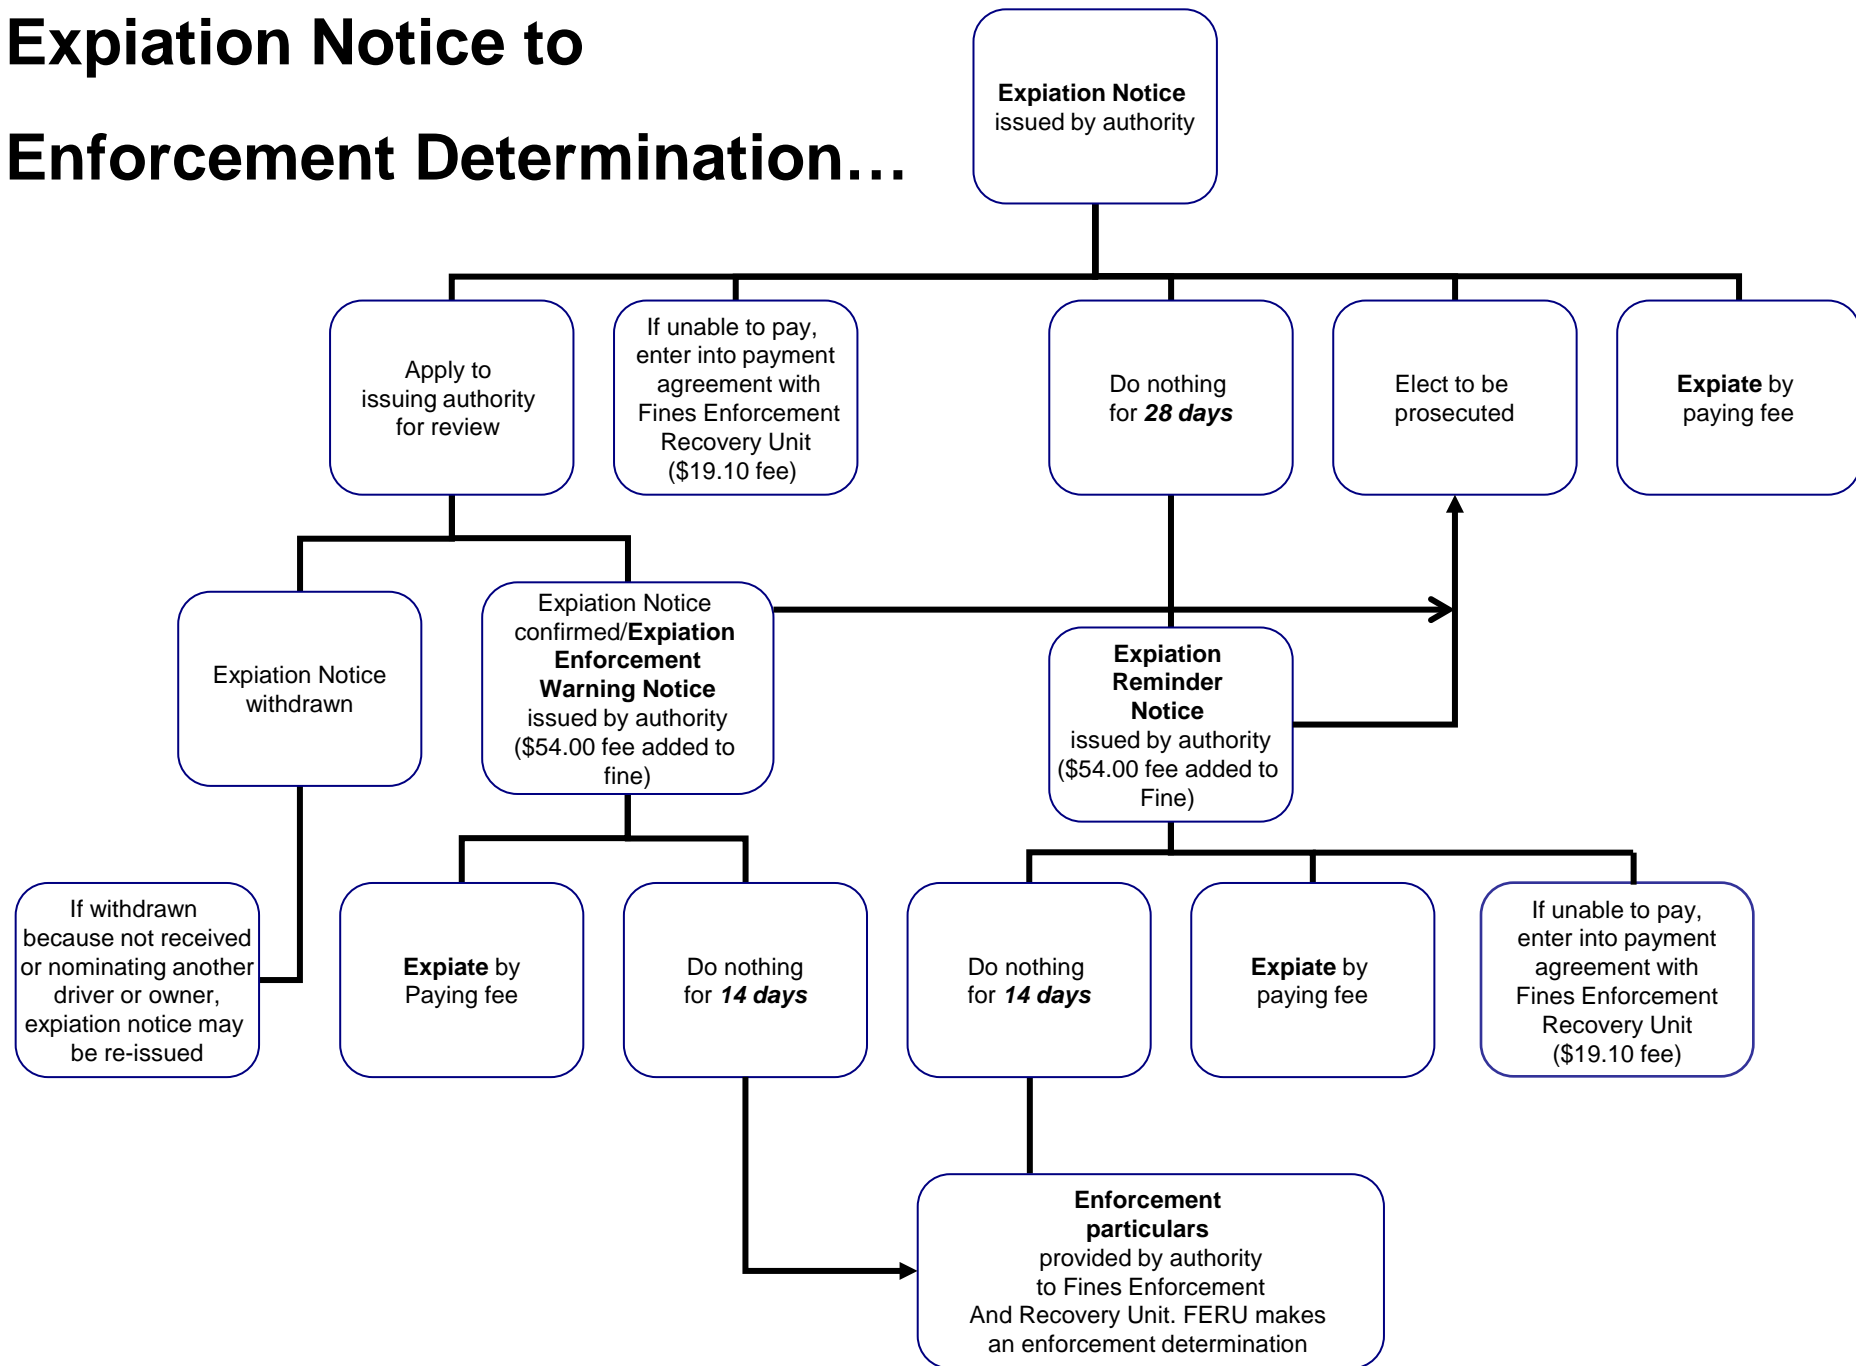 Expiation Notice to
Enforcement Determination...
Expiation Notice
issued by authority
Apply to
issuing authority
for review
If unable to pay,
enter into payment
agreement with
Fines Enforcement
Recovery Unit
($19.10 fee)
Do nothing
for 28 days
Elect to be
prosecuted
Expiate by
paying fee
Expiation Notice
withdrawn
Expiation Notice
confirmed/Expiation
Enforcement
Warning Notice
issued by authority
($54.00 fee added to
fine)
Expiation
Reminder
Notice
issued by authority
($54.00 fee added to
Fine)
If withdrawn
because not received
or nominating another
driver or owner,
expiation notice may
be re-issued
Expiate by
Paying fee
Do nothing
for 14 days
Do nothing
for 14 days
Expiate by
paying fee
If unable to pay,
enter into payment
agreement with
Fines Enforcement
Recovery Unit
($19.10 fee)
Enforcement
particulars
provided by authority
to Fines Enforcement
And Recovery Unit. FERU makes
an enforcement determination